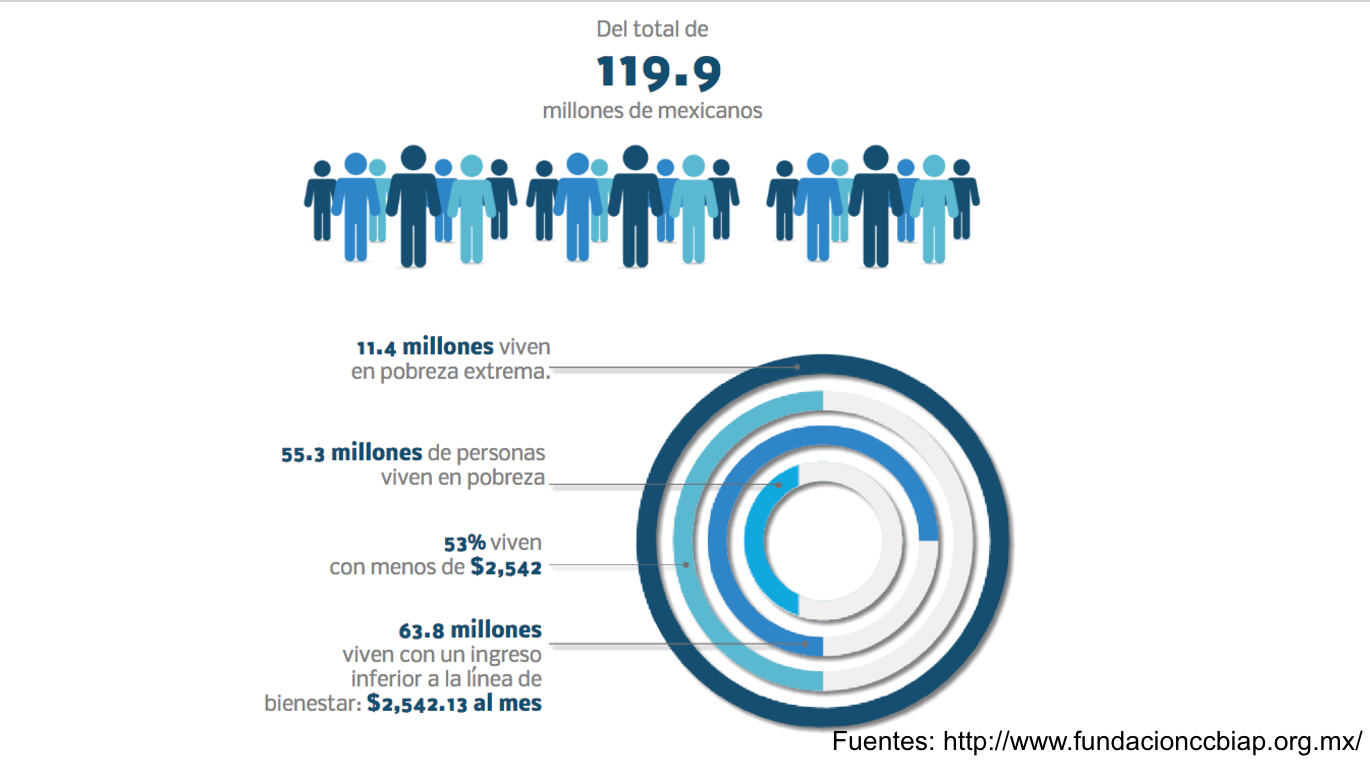 Del total de
119.9
millones de mexicanos
11.4 millones viven
en pobreza extrema.
55.3 millones de personas
viven en pobreza
53% viven
con menos de $2,542
63.8 millones
viven con un ingreso
inferior a la línea de
bienestar: $2,542.13 al mes
Fuentes: http://www.fundacionccbiap.org.mx/